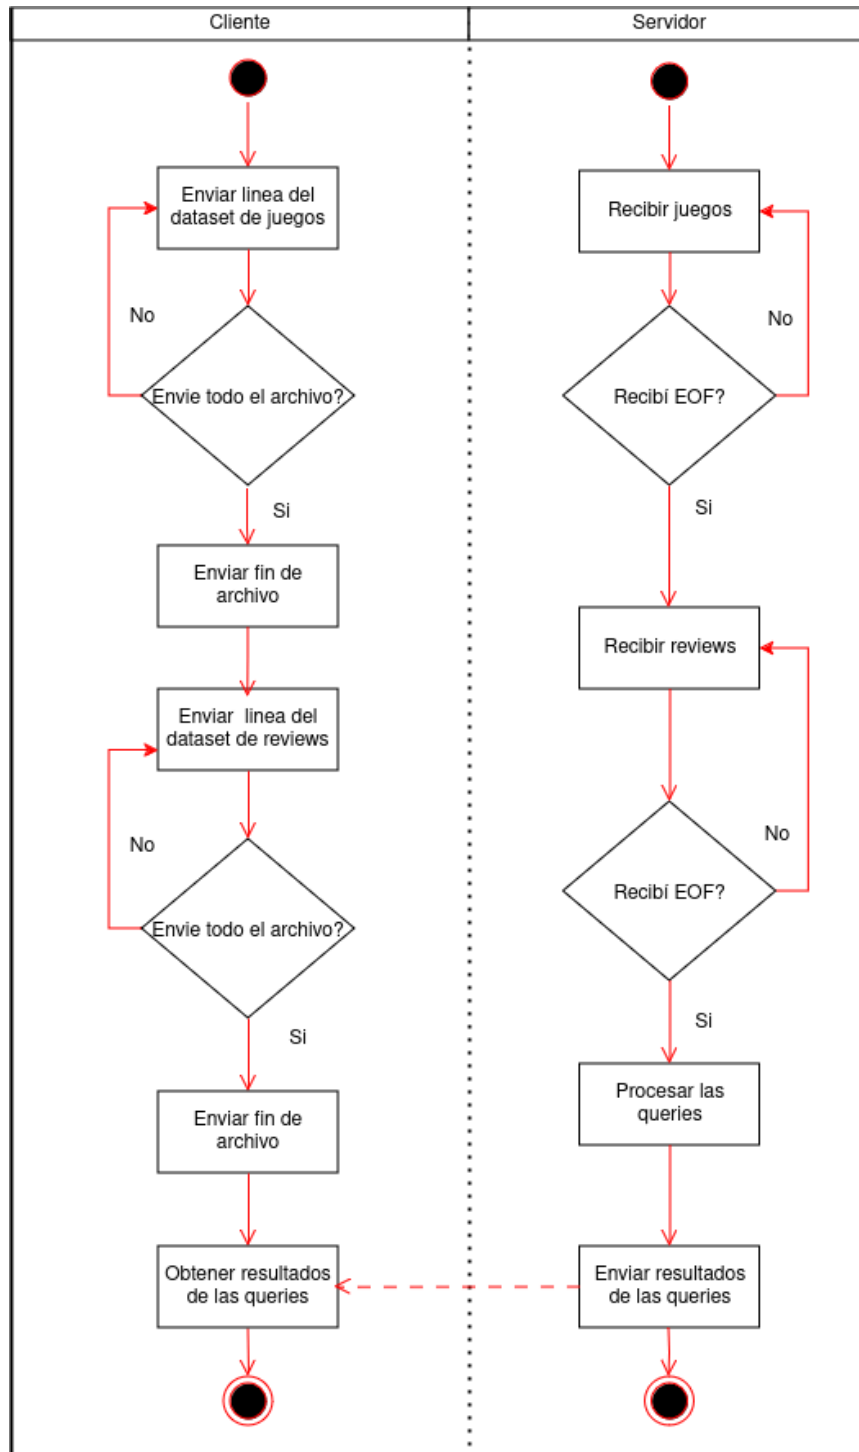 Cliente
Servidor
Enviar linea del
dataset de juegos
No
Envie todo el archivo?
Si
Enviar fin de
archivo
Enviar  linea del
dataset de reviews
No
Envie todo el archivo?
Si
Enviar fin de
archivo
Obtener resultados
de las queries
Recibir juegos
No
Recibí EOF?
Si
Recibir reviews
No
Recibí EOF?
Si
Procesar las
queries
Enviar resultados
de las queries